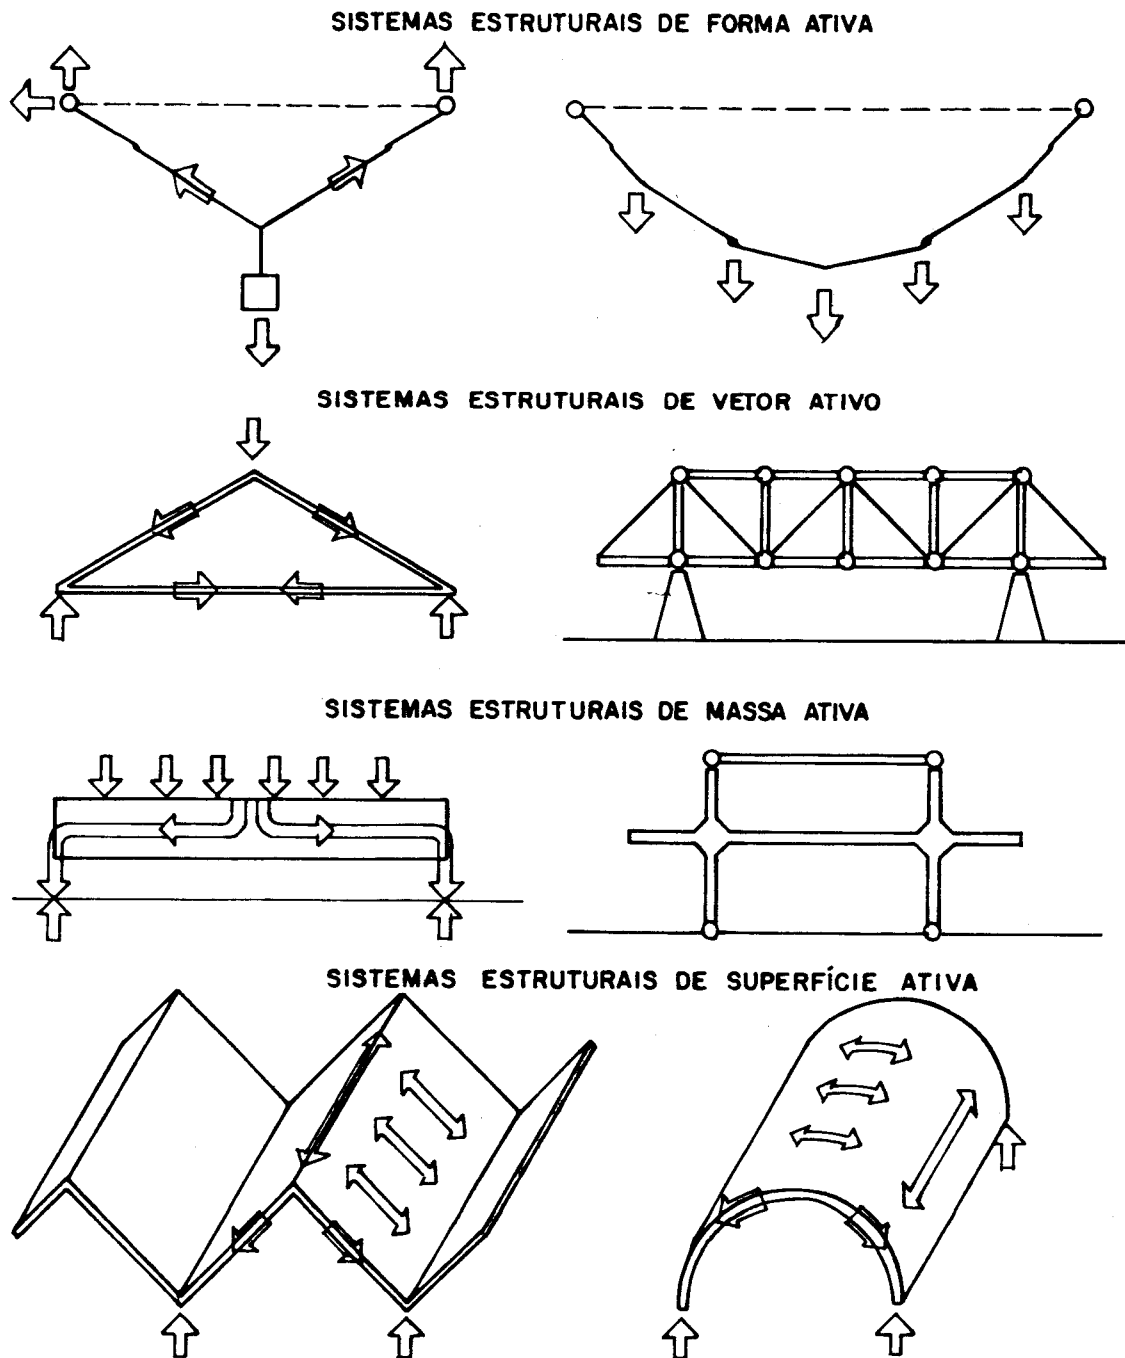 SISTEMAS ESTRUTURAIS DE FORMA ATIVA
SISTEMAS ESTRUTURAIS DE VETOR ATIVO
SISTEMAS ESTRUTURAIS DE MASSA ATIVA
SISTEMAS ESTRUTURAIS DE SUPERFÍCIE ATIVA